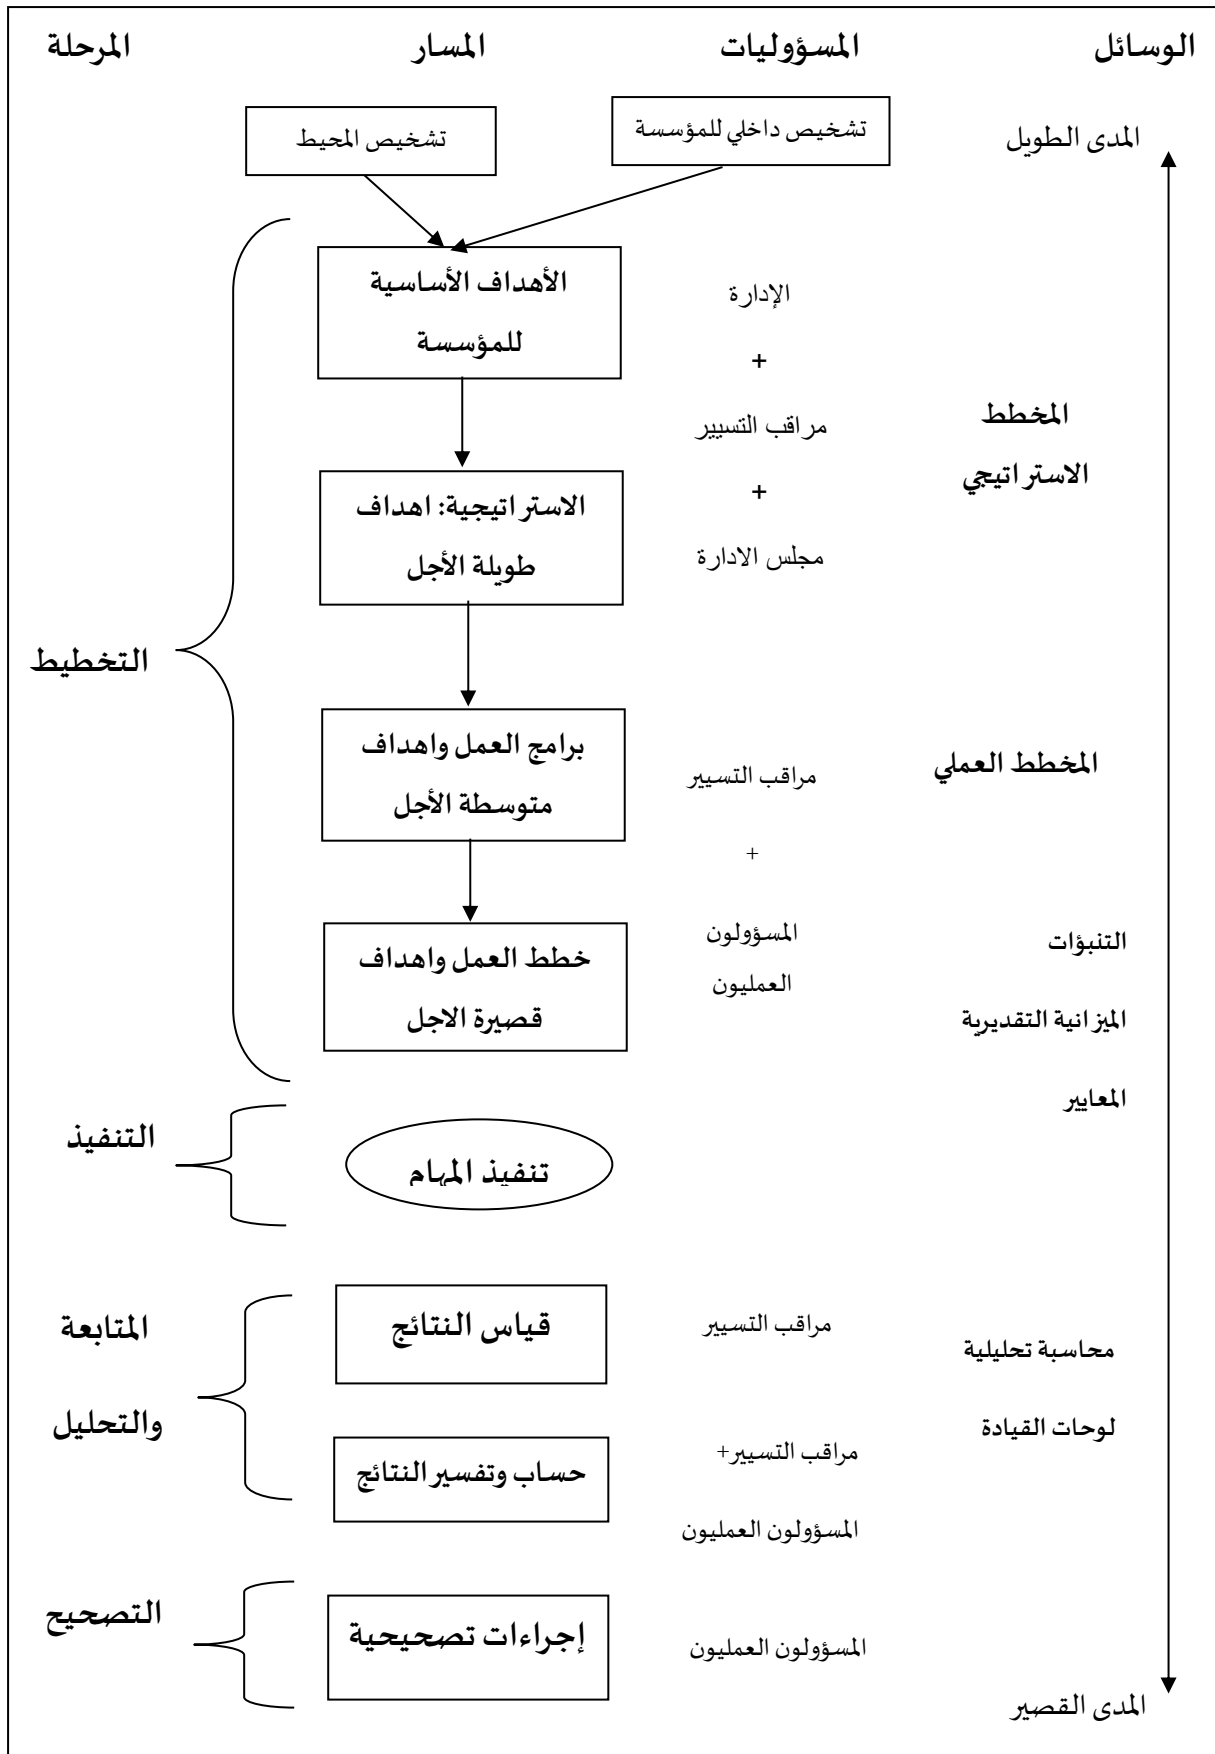 الوسائل المسؤوليات المسار المرحلة
المدى الطويل
تشخيص داخلي للمؤسسة
تشخيص المحيط
الأهداف الأساسية
للمؤسسة
الإدارة
+
مراقب التسيير
+
مجلس الادارة
المخطط
الاستراتيجي
الاستراتيجية: اهداف
طويلة الأجل
التخطيط
برامج العمل واهداف
متوسطة الأجل
مراقب التسيير
+
المسؤولون
العمليون
المخطط العملي
خطط العمل واهداف
قصيرة الاجل
التنبؤات
الميزانية التقديرية
المعايير
التنفيذ
تنفيذ المهام
المتابعة
والتحليل
قياس النتائج
مراقب التسيير
محاسبة تحليلية
لوحات القيادة
حساب وتفسير النتائج
مراقب التسيير+
المسؤولون العمليون
التصحيح
إجراءات تصحيحية
المسؤولون العمليون
المدى القصير